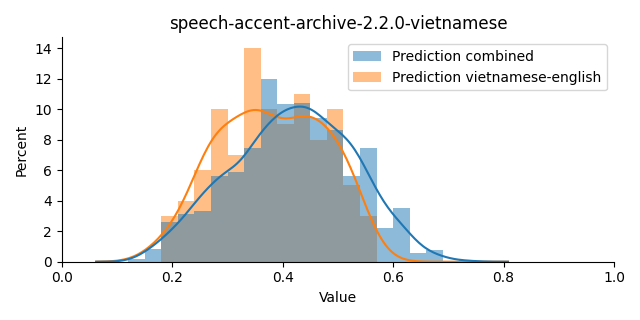 speech-accent-archive-2.2.0-vietnamese
Prediction combined
Prediction vietnamese-english
Percent
14
12
10
8
6
4
2
0
0.0 0.2 0.4 0.6 0.8 1.0
Value